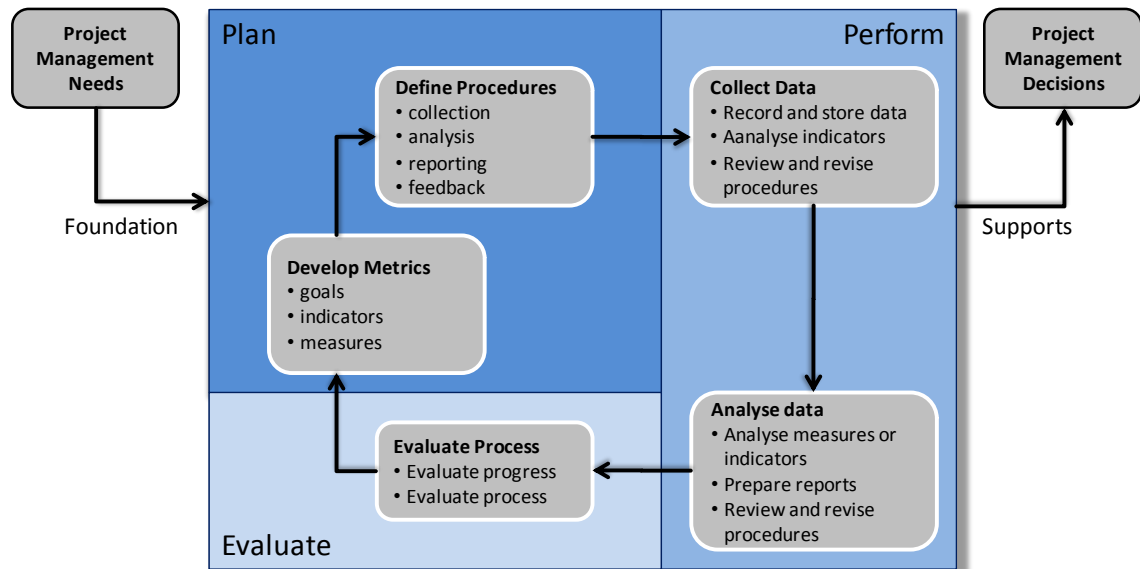 Project
Management
Needs
Foundation
Plan
Define Procedures
• collection
• analysis
• reporting
• feedback
Develop Metrics
• goals
• indicators
• measures
Perform
Collect Data
• Record and store data
• Aanalyse indicators
• Review and revise
procedures
Analyse data
• Analyse measures or
indicators
• Prepare reports
• Review and revise
procedures
Evaluate Process
• Evaluate progress
• Evaluate process
Evaluate
Project
Management
Decisions
Supports